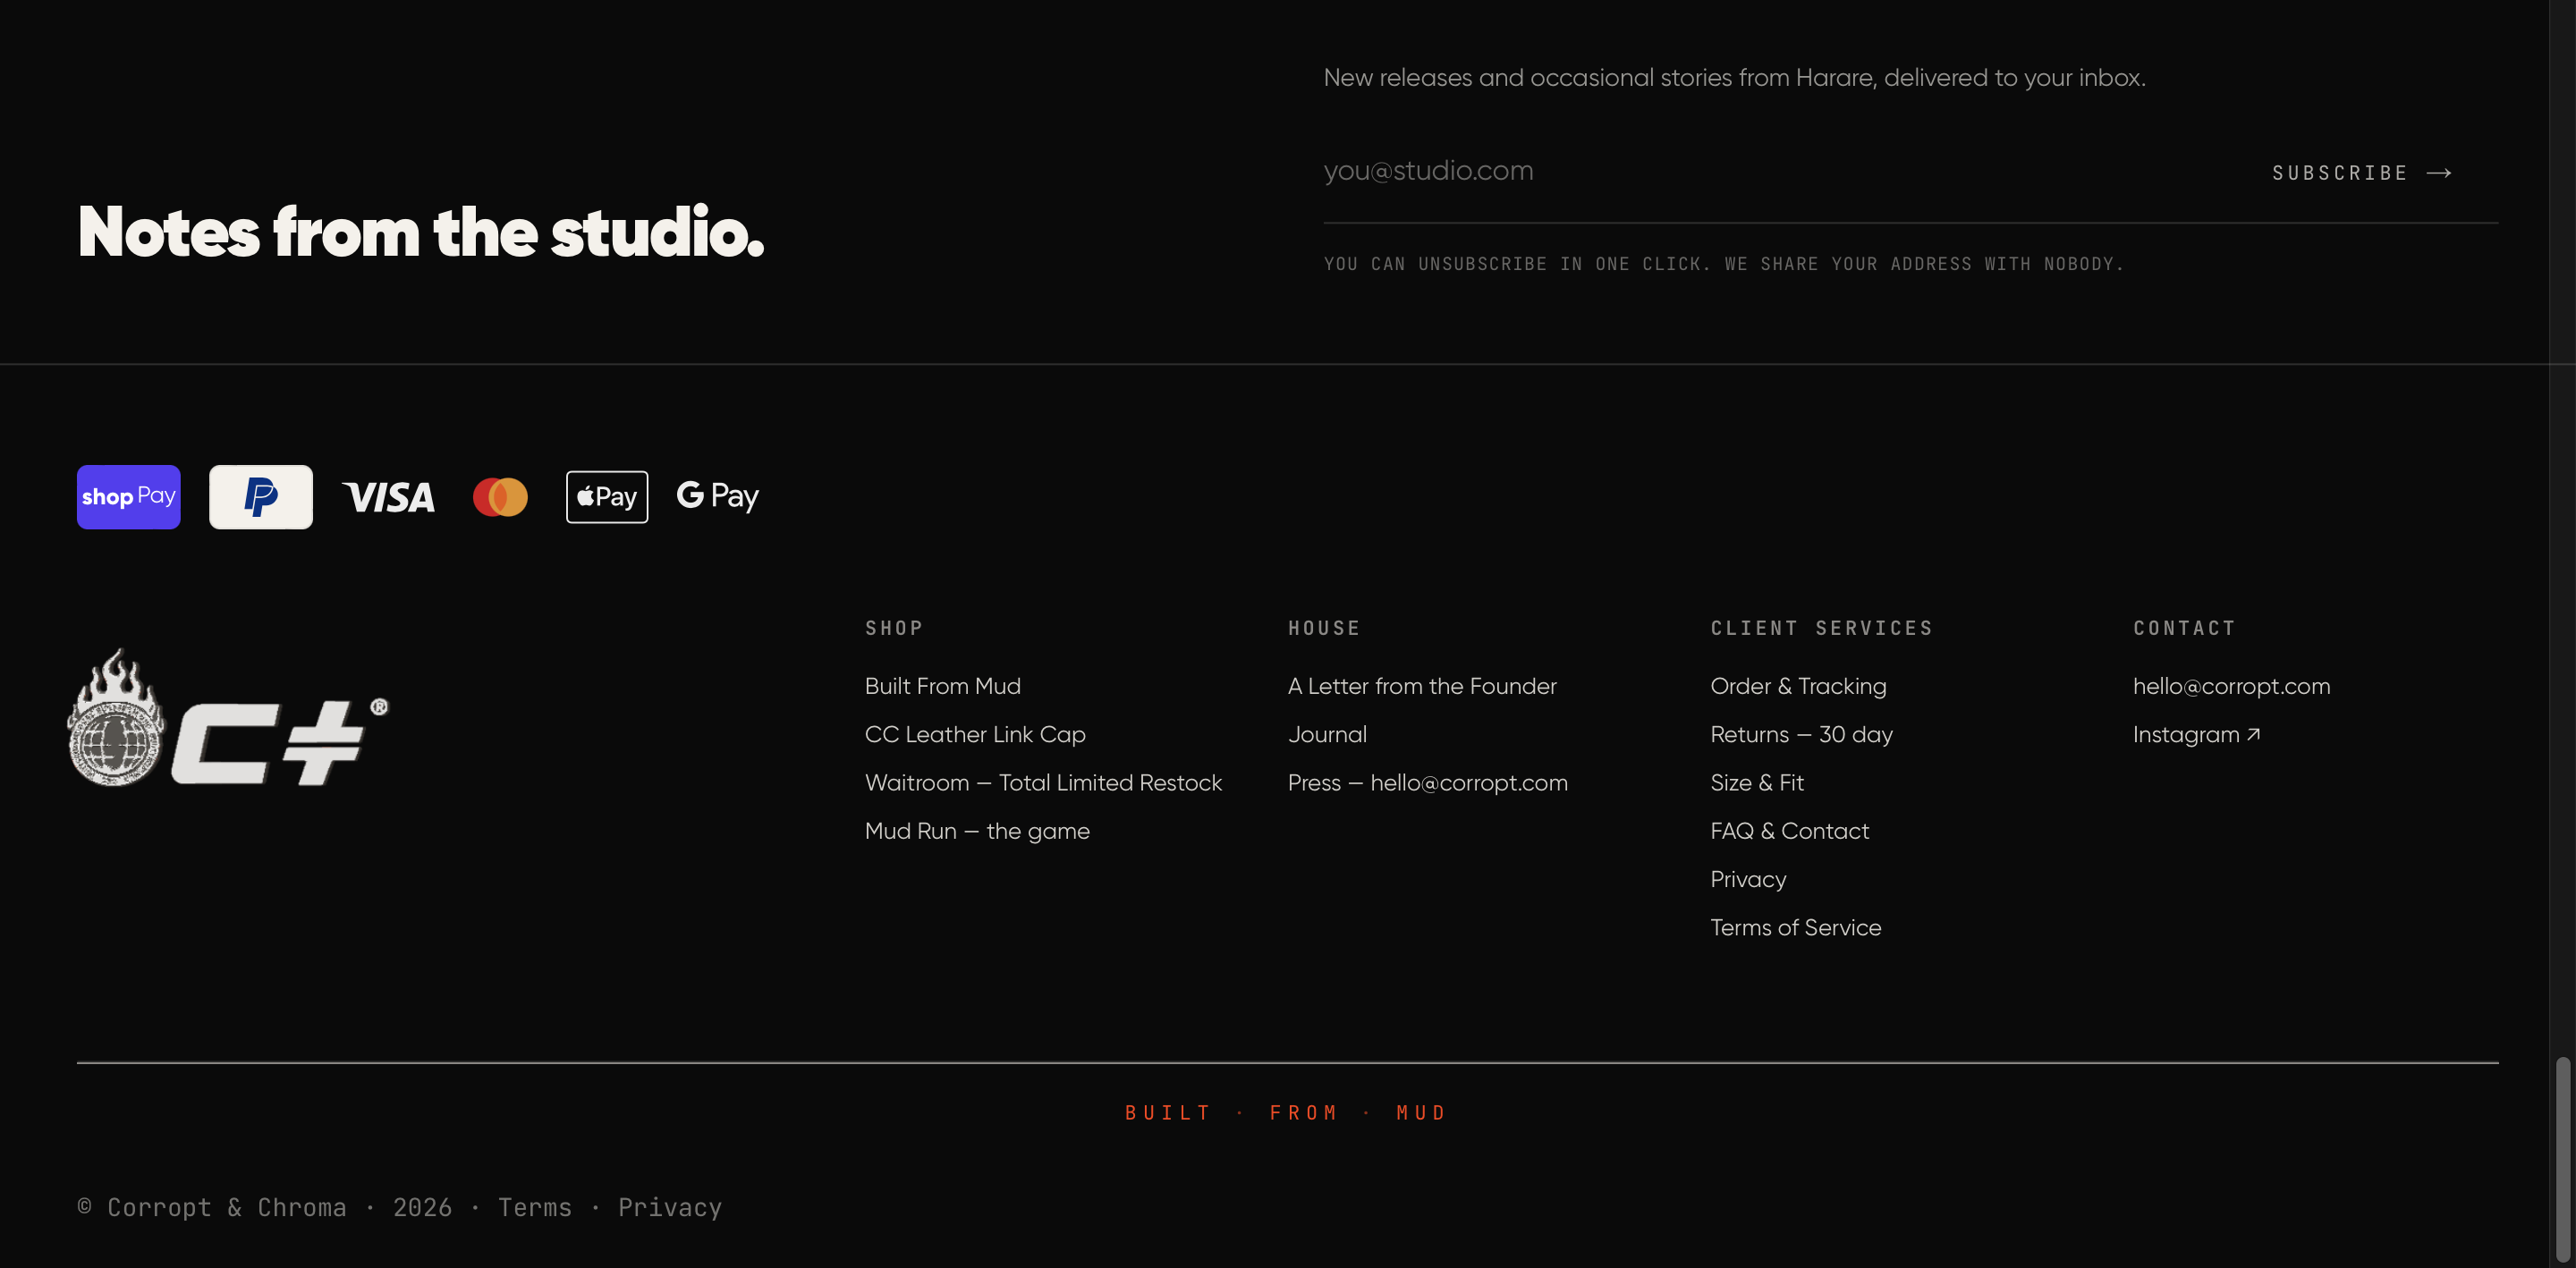 New releases and occasional stories from Harare, delivered to your inbox.
you@studio.com
SUBSCRIBE →
Notes from the studio.
YOU CAN UNSUBSCRIBE IN ONE CLICK. WE SHARE YOUR ADDRESS WITH NOBODY.
shop Pay
VISA
Pay
G Pay
C
®
SHOP
Built From Mud
CC Leather Link Cap
Waitroom — Total Limited Restock
Mud Run — the game
HOUSE
A Letter from the Founder
Journal
Press — hello@corropt.com
CLIENT SERVICES
Order & Tracking
Returns — 30 day
Size & Fit
FAQ & Contact
Privacy
Terms of Service
CONTACT
hello@corropt.com
Instagram ↗
BUILT · FROM · MUD
© Corropt & Chroma · 2026 · Terms · Privacy